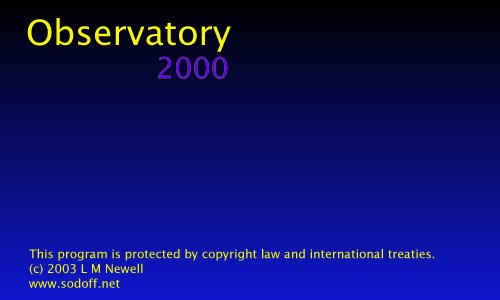 Observatory
2000
This program is protected by copyright law and international treaties.
(c) 2003 L M Newell
www.sodoff.net